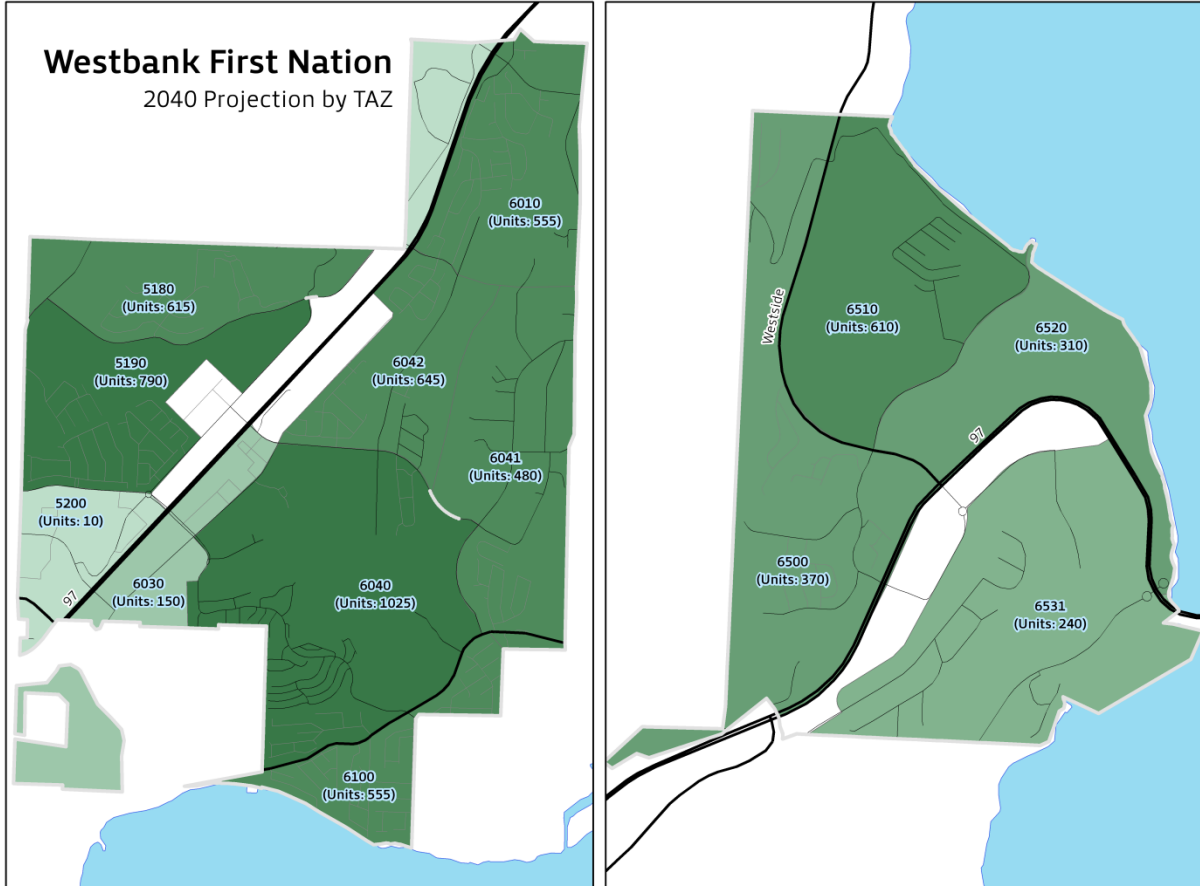 Westbank First Nation
2040 Projection by TAZ
6010
(Units: 555)
5180
(Units: 615)
5190
(Units: 790)
6042
(Units: 645)
6041
(Units: 480)
5200
(Units: 10)
6030
(Units: 150)
6040
(Units: 1025)
97
6100
(Units: 555)
Westside
6510
(Units: 610)
6520
(Units: 310)
97
6500
(Units: 370)
6531
(Units: 240)